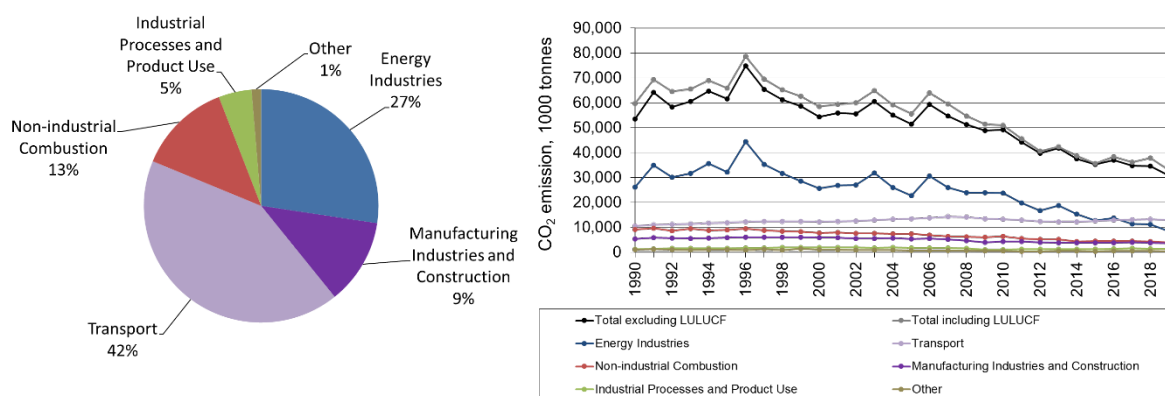 Industrial
Processes and
Product Use
5%
Other
1%
Energy
Industries
27%
Non-industrial
Combustion
13%
Manufacturing
Industries and
Construction
9%
Transport
42%
CO2 emission, 1000 tonnes
90,000
80,000
70,000
60,000
50,000
40,000
30,000
20,000
10,000
0
1990
1992
1994
1996
1998
2000
2002
2004
2006
2008
2010
2012
2014
2016
2018
Total excluding LULUCF
Total including LULUCF
Energy Industries
Transport
Non-industrial Combustion
Manufacturing Industries and Construction
Industrial Processes and Product Use
Other